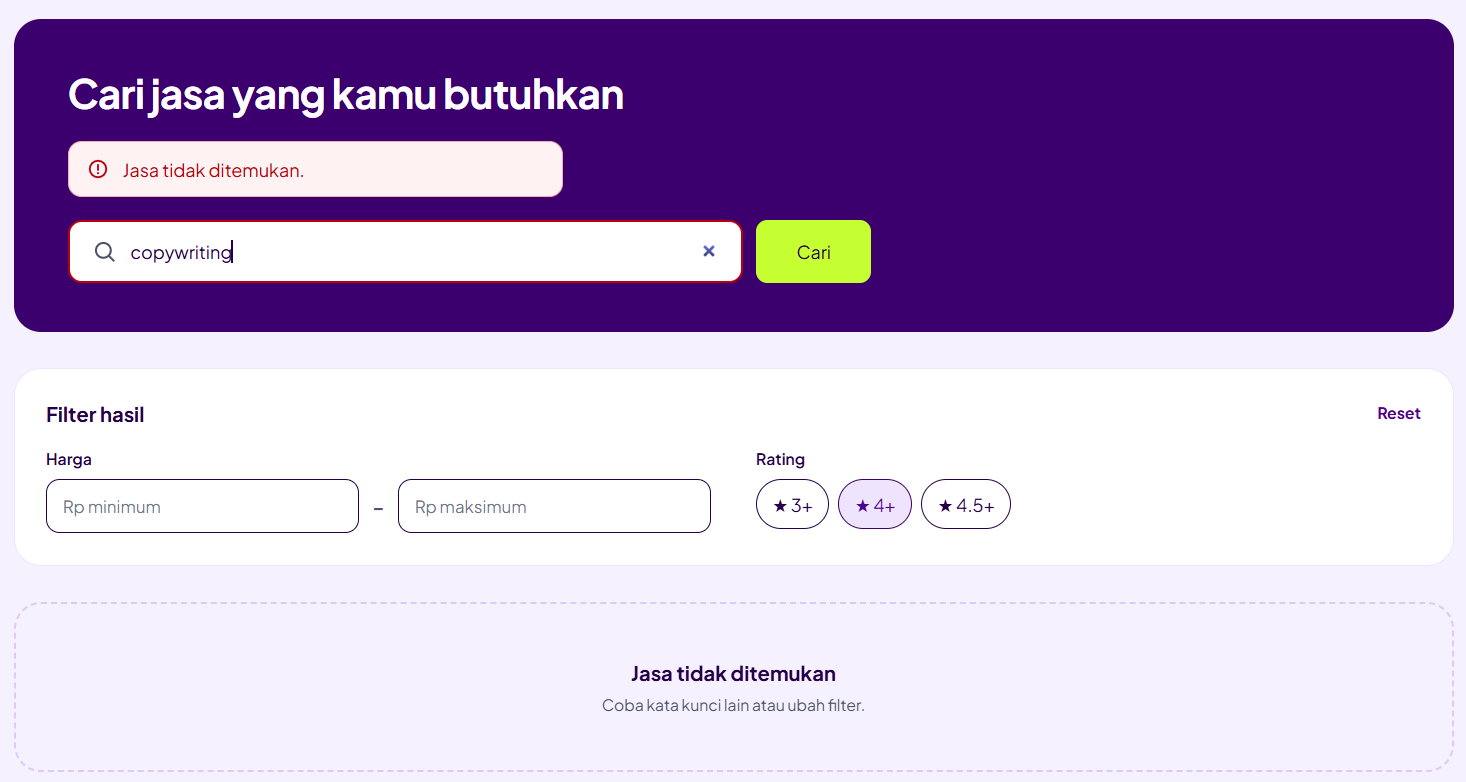 Cari jasa yang kamu butuhkan
Jasa tidak ditemukan.
copywriting
Cari
Filter hasil
Reset
Harga
Rating
Rp minimum – Rp maksimum
★ 3+
★ 4+
★ 4.5+
Jasa tidak ditemukan
Coba kata kunci lain atau ubah filter.